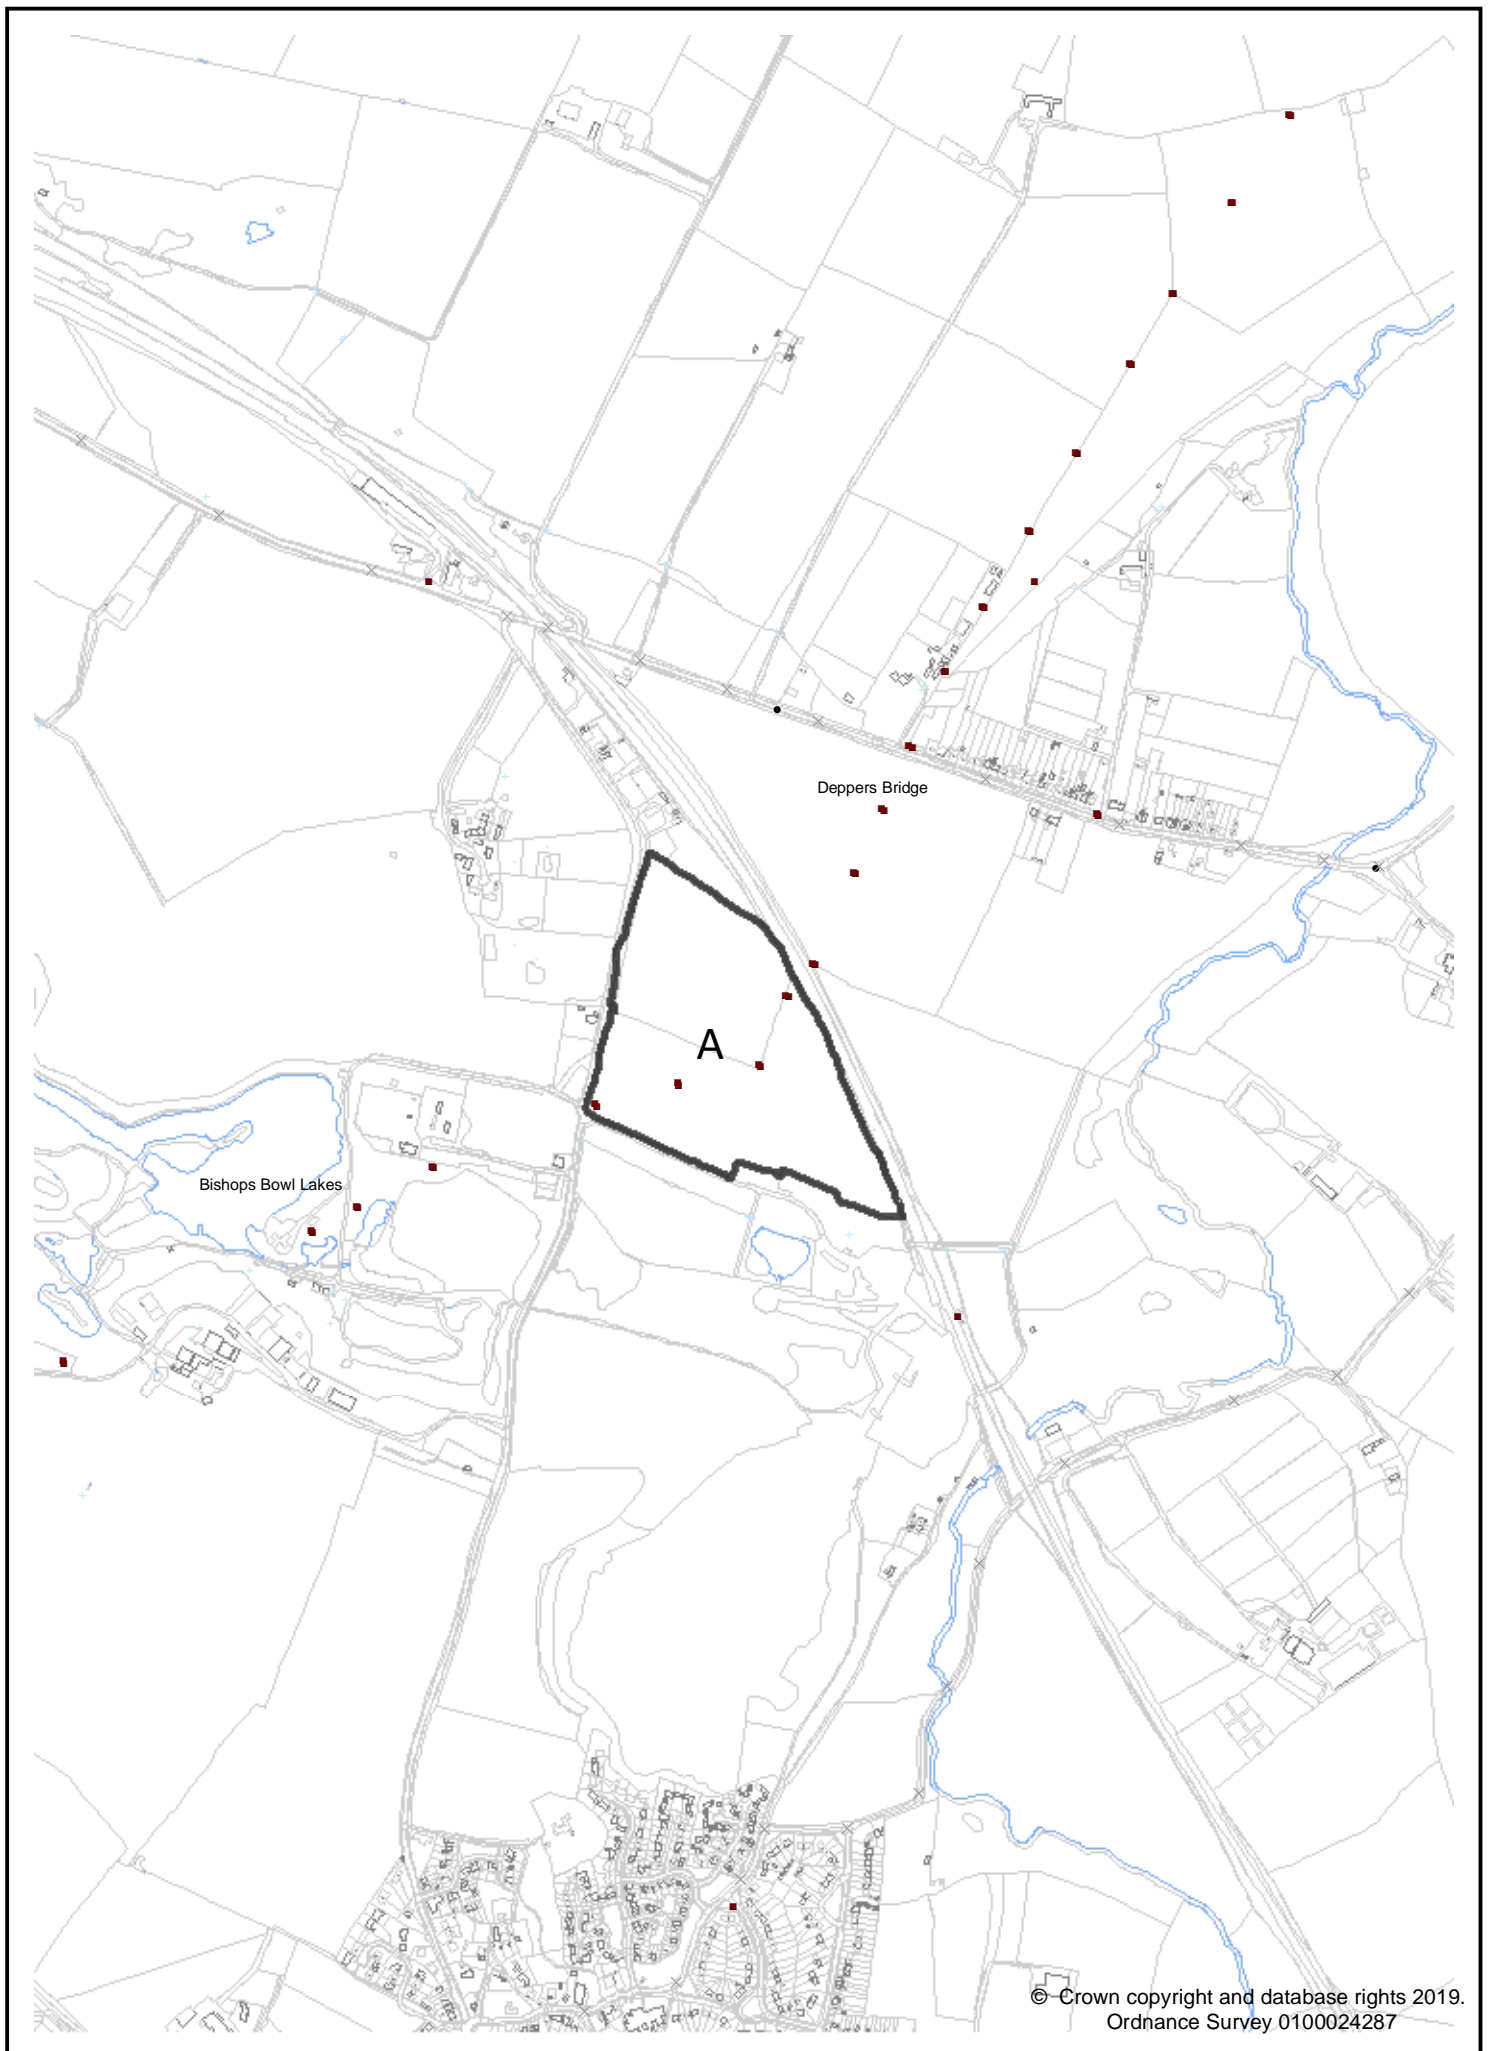 Deppers Bridge
A
Bishops Bowl Lakes
© Crown copyright and database rights 2019.
Ordnance Survey 0100024287